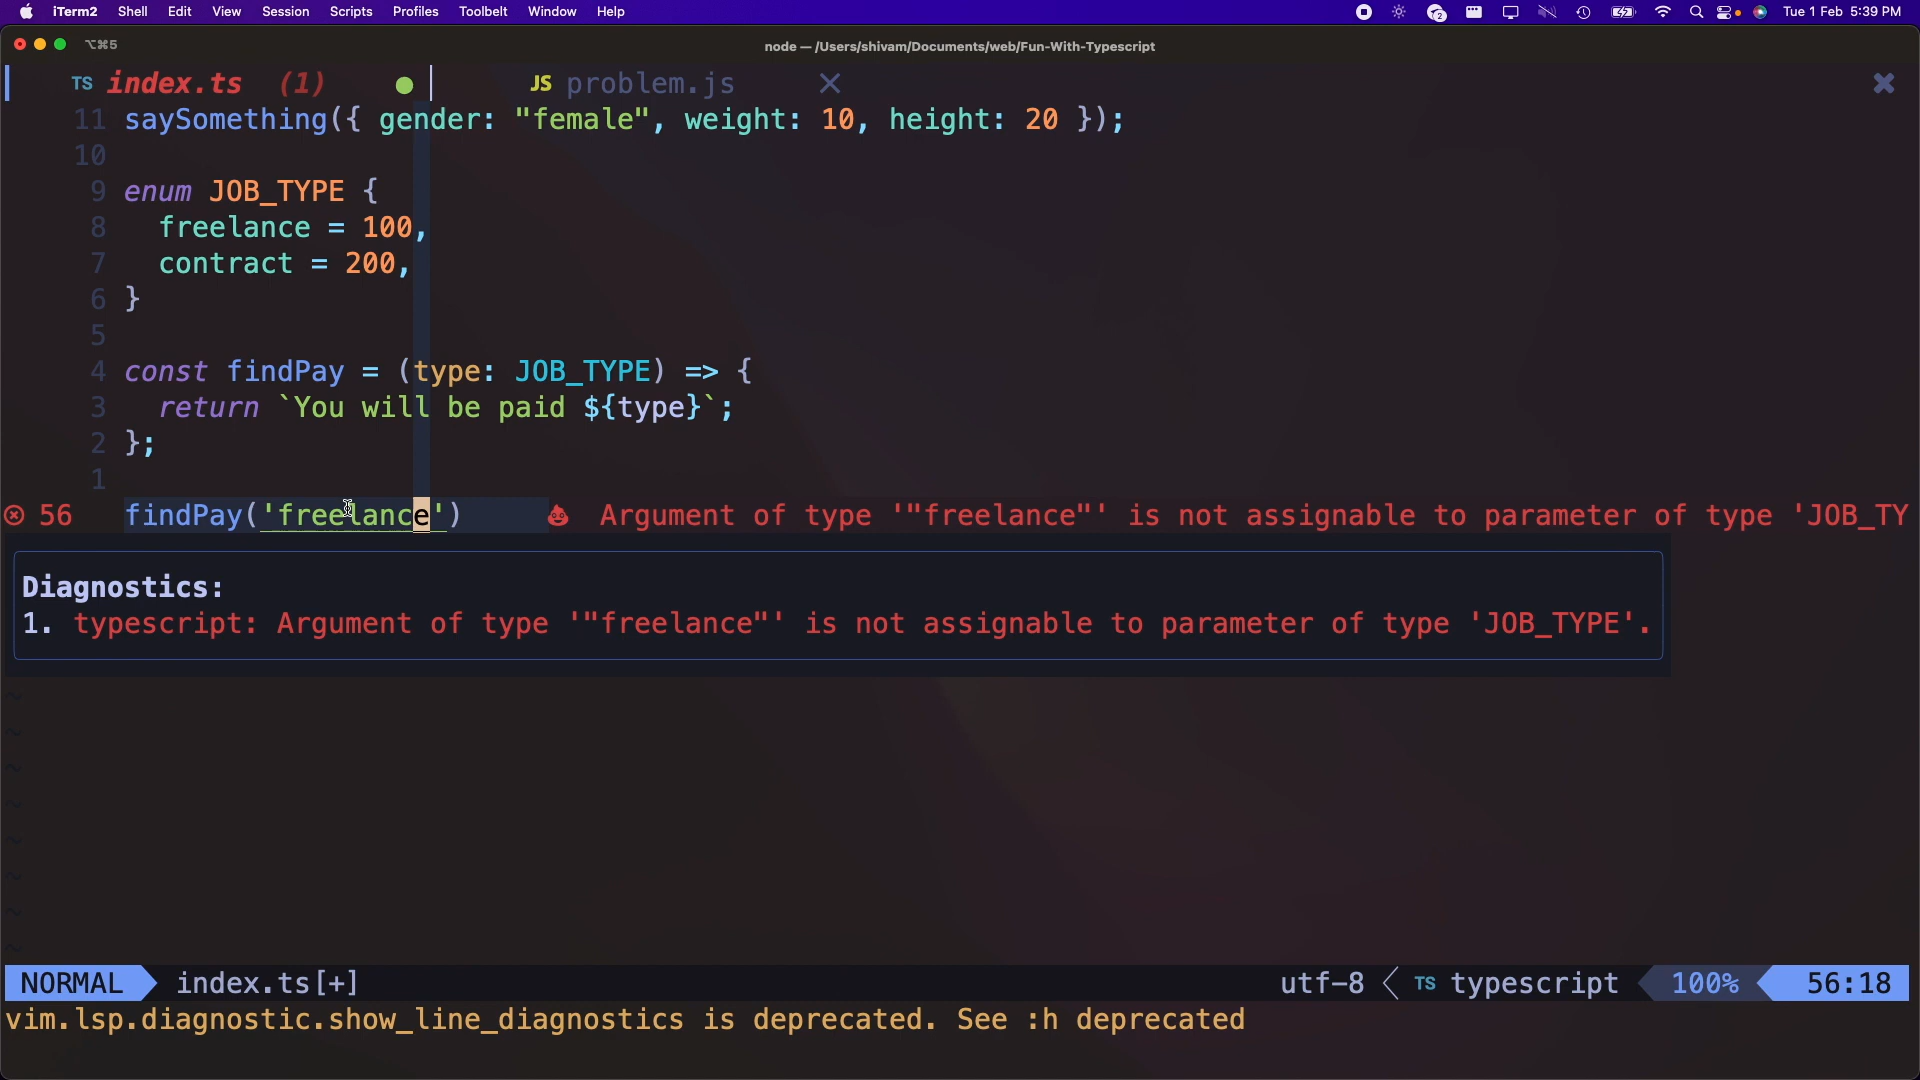 iTerm2 Shell Edit View Session Scripts Profiles Toolbelt Window Help 2 Tue 1 Feb 5:39 PM
⌥⌘5 node — /Users/shivam/Documents/web/Fun-With-Typescript
TS index.ts (1) JS problem.js
11 saySomething({ gender: "female", weight: 10, height: 20 });
10
9 enum JOB_TYPE {
8 freelance = 100,
7 contract = 200,
6 }
5
4 const findPay = (type: JOB_TYPE) => {
3 return `You will be paid ${type}`;
2 };
1
56 findPay('freelance') Argument of type '"freelance"' is not assignable to parameter of type 'JOB_TY
Diagnostics:
1. typescript: Argument of type '"freelance"' is not assignable to parameter of type 'JOB_TYPE'.
~
~
~
~
~
~
~
~
NORMAL index.ts[+] utf-8 TS typescript 100% 56:18
vim.lsp.diagnostic.show_line_diagnostics is deprecated. See :h deprecated